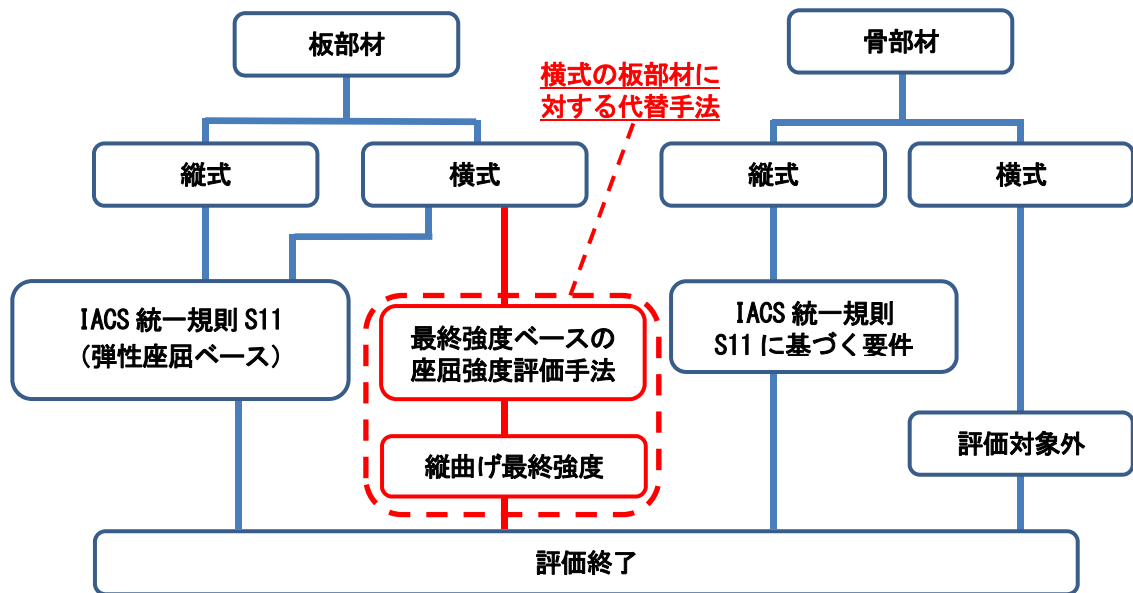 板部材
骨部材
横式の板部材に
対する代替手法
縦式
横式
縦式
横式
IACS 統一規則 S11
(弾性座屈ベース)
最終強度ベースの
座屈強度評価手法
IACS 統一規則
S11 に基づく要件
縦曲げ最終強度
評価対象外
評価終了